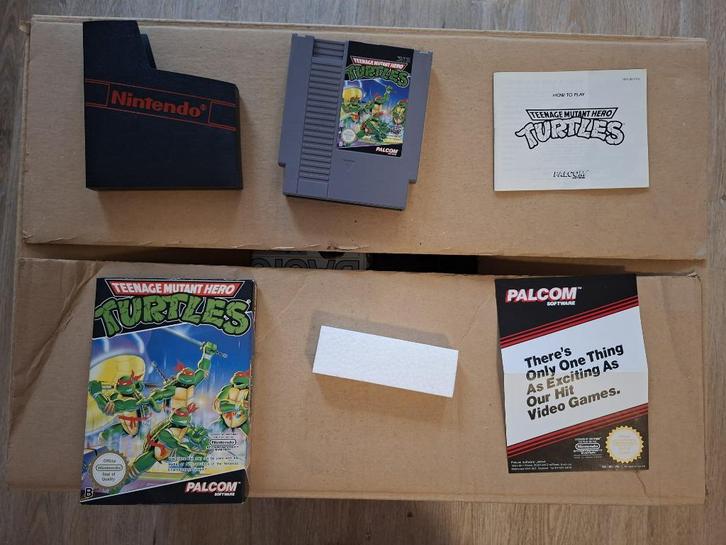 Nintendo®
TEENAGE MUTANT HERO
TURTLES
PALCOM
HOW TO PLAY
TEENAGE MUTANT HERO
TURTLES
PALCOM
TEENAGE MUTANT HERO
TURTLES
Official
Nintendo
Seal of
Quality
Nintendo
B
PALCOM
SOFTWARE
PALCOM
SOFTWARE
There's
Only One Thing
As Exciting As
Our Hit
Video Games.
Nintendo